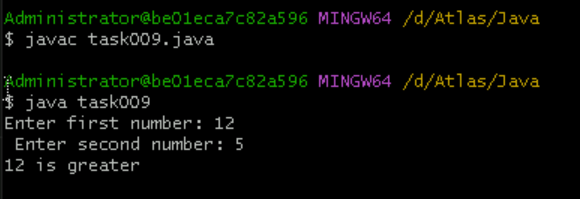 Administrator@be01eca7c82a596 MINGW64 /d/Atlas/Java
$ javac task009.java
Administrator@be01eca7c82a596 MINGW64 /d/Atlas/Java
$ java task009
Enter first number: 12
 Enter second number: 5
12 is greater